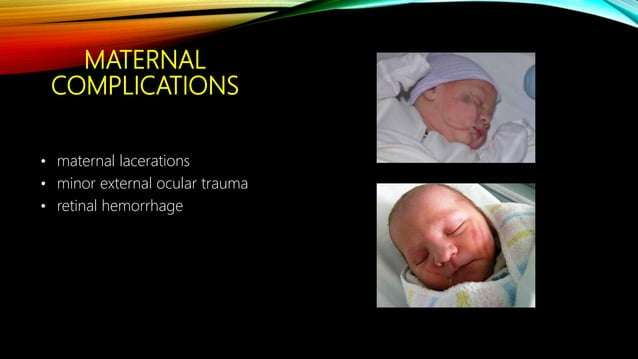 MATERNAL
COMPLICATIONS
• maternal lacerations
• minor external ocular trauma
• retinal hemorrhage